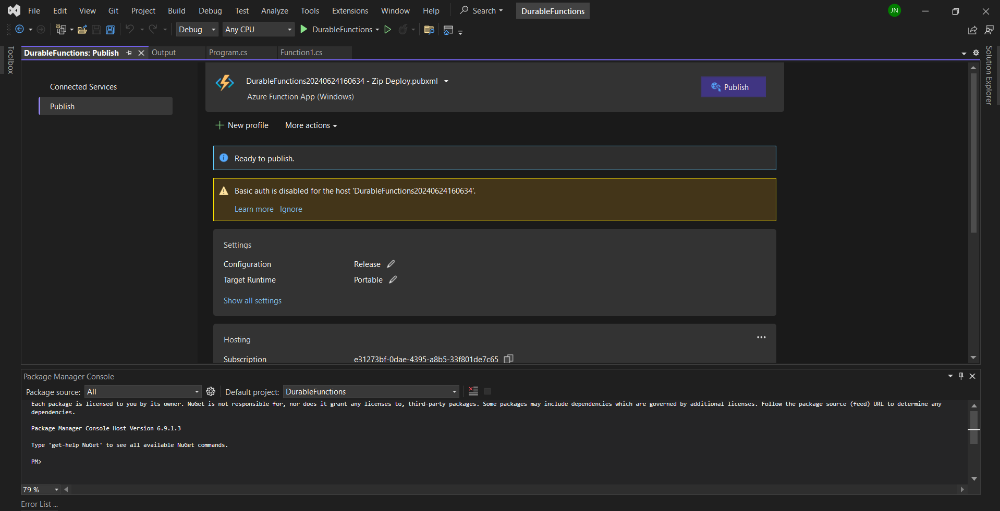 File Edit View Git Project Build Debug Test Analyze Tools Extensions Window Help Search DurableFunctions JN
Debug Any CPU DurableFunctions
Toolbox
DurableFunctions: Publish Output Program.cs Function1.cs
Solution Explorer
Connected Services
Publish
DurableFunctions20240624160634 - Zip Deploy.pubxml
Azure Function App (Windows)
Publish
New profile More actions
Ready to publish.
Basic auth is disabled for the host 'DurableFunctions20240624160634'.
Learn more Ignore
Settings
Configuration Release
Target Runtime Portable
Show all settings
Hosting
Subscription e31273bf-0dae-4395-a8b5-33f801de7c65
Package Manager Console
Package source: All Default project: DurableFunctions
Each package is licensed to you by its owner. NuGet is not responsible for, nor does it grant any licenses to, third-party packages. Some packages may include dependencies which are governed by additional licenses. Follow the package source (feed) URL to determine any
dependencies.
Package Manager Console Host Version 6.9.1.3
Type 'get-help NuGet' to see all available NuGet commands.
PM>
79 %
Error List ...